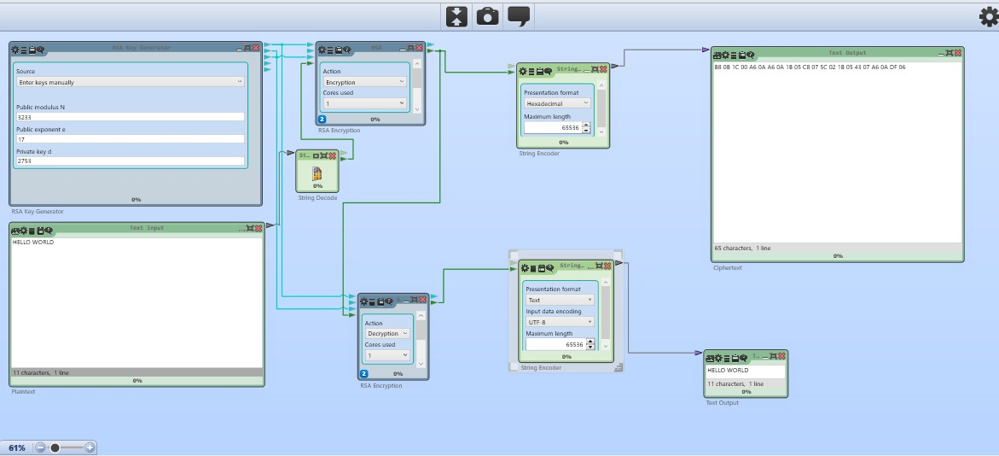 RSA Key Generator
Source
Enter keys manually
Public modulus N
3233
Public exponent e
17
Private key d
2753
0%
RSA Key Generator
RSA
Action
Encryption
Cores used
1
2
0%
RSA Encryption
St...
0%
String Decode
String...
Presentation format
Hexadecimal
Maximum length
65536
0%
String Encoder
Text Output
B8 0B 1C 00 A6 0A A6 0A 1B 05 C8 07 5C 02 1B 05 43 07 A6 0A DF 06
65 characters, 1 line
0%
Ciphertext
Text Input
HELLO WORLD
11 characters, 1 line
0%
Plaintext
Action
Decryption
Cores used
1
2
0%
RSA Encryption
String...
Presentation format
Text
Input data encoding
UTF-8
Maximum length
65536
0%
String Encoder
HELLO WORLD
11 characters, 1 line
0%
Text Output
61%